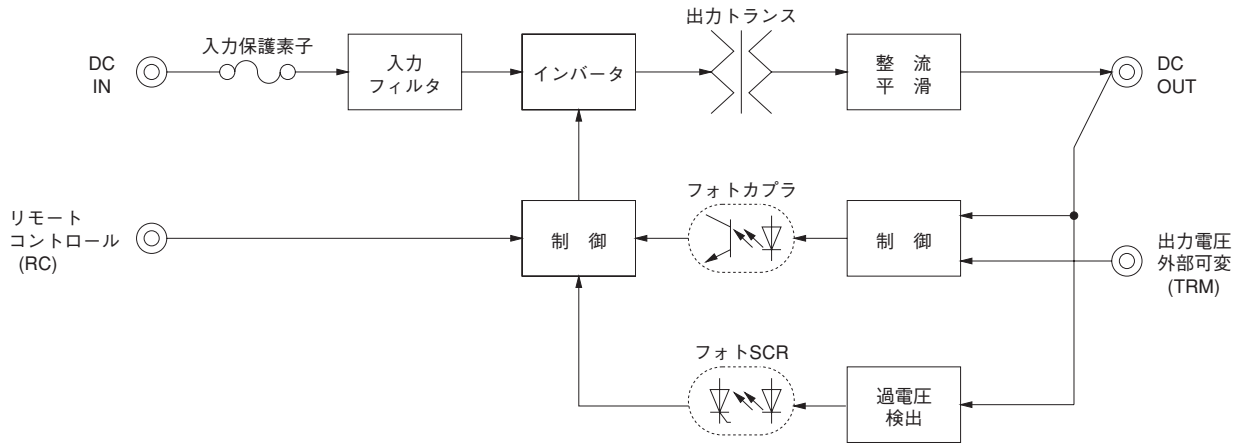 出力トランス
入力保護素子
DC
IN
入力
フィルタ
インバータ
整 流
平 滑
DC
OUT
フォトカプラ
リモート
コントロール
(RC)
制 御
制 御
出力電圧
外部可変
(TRM)
フォトSCR
過電圧
検出